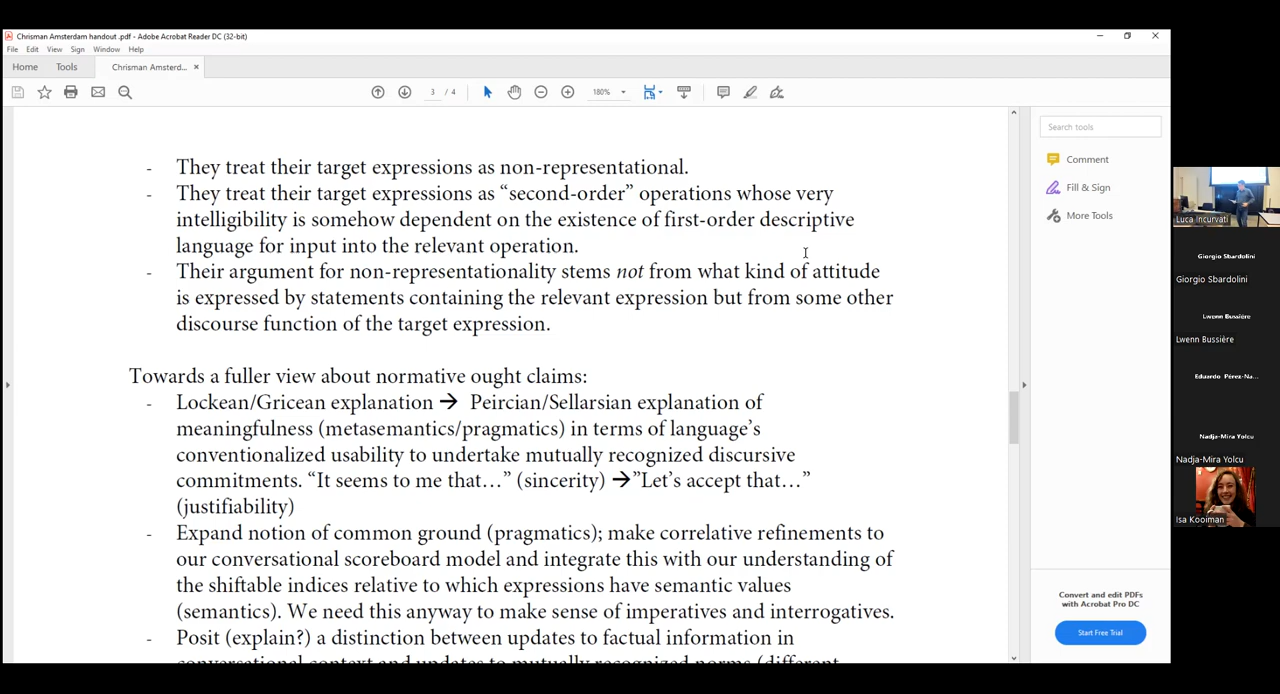 Chrisman Amsterdam handout .pdf - Adobe Acrobat Reader DC (32-bit)
File Edit View Sign Window Help
Home Tools Chrisman Amsterd... ×
3 / 4 180%
- They treat their target expressions as non-representational.
- They treat their target expressions as “second-order” operations whose very
intelligibility is somehow dependent on the existence of first-order descriptive
language for input into the relevant operation.
- Their argument for non-representationality stems not from what kind of attitude
is expressed by statements containing the relevant expression but from some other
discourse function of the target expression.
Towards a fuller view about normative ought claims:
- Lockean/Gricean explanation → Peircian/Sellarsian explanation of
meaningfulness (metasemantics/pragmatics) in terms of language’s
conventionalized usability to undertake mutually recognized discursive
commitments. “It seems to me that…” (sincerity) →”Let’s accept that…”
(justifiability)
- Expand notion of common ground (pragmatics); make correlative refinements to
our conversational scoreboard model and integrate this with our understanding of
the shiftable indices relative to which expressions have semantic values
(semantics). We need this anyway to make sense of imperatives and interrogatives.
- Posit (explain?) a distinction between updates to factual information in
conversational context and updates to mutually recognized norms (different
Search tools
Comment
Fill & Sign
More Tools
Convert and edit PDFs
with Acrobat Pro DC
Start Free Trial
Luca Incurvati
Giorgio Sbardolini
Giorgio Sbardolini
Lwenn Bussière
Lwenn Bussière
Eduardo Pérez-Na...
Nadja-Mira Yolcu
Nadja-Mira Yolcu
Isa Kooiman